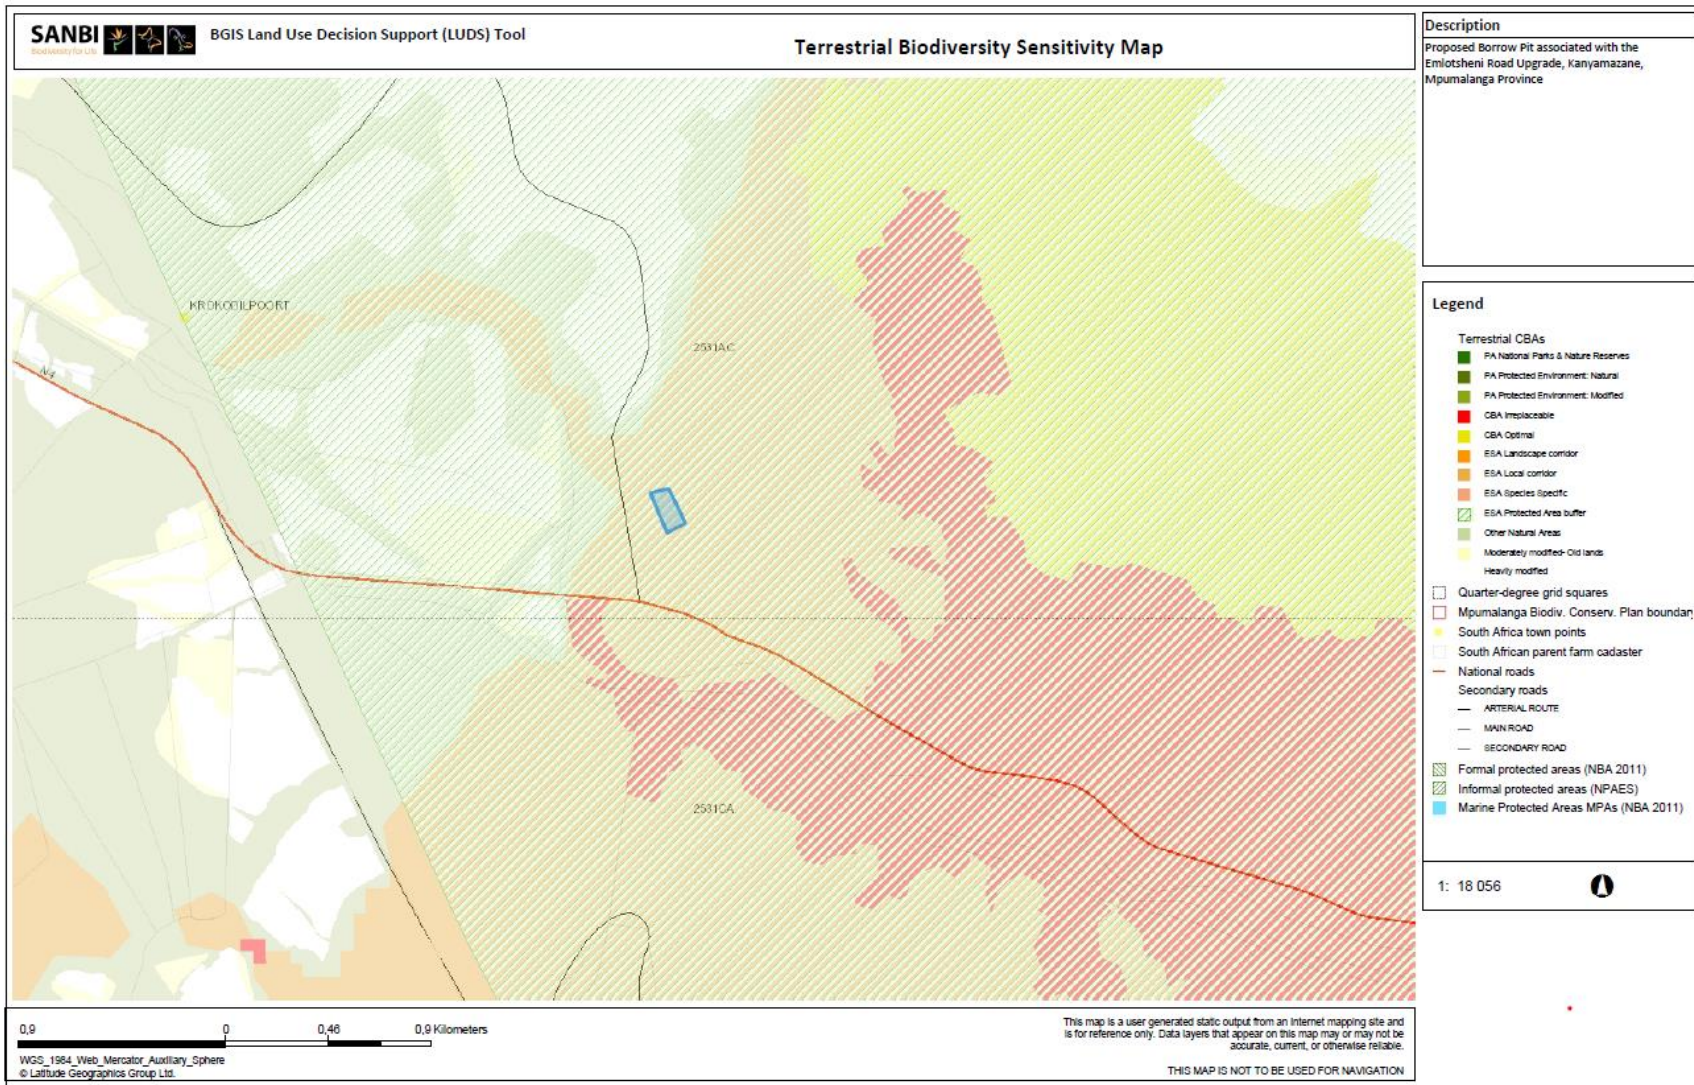 SANBI
Biodiversity for Life
BGIS Land Use Decision Support (LUDS) Tool
Terrestrial Biodiversity Sensitivity Map
Description
Proposed Borrow Pit associated with the
Emlotsheni Road Upgrade, Kanyamazane,
Mpumalanga Province
KROKODILPOORT
2531AC
N4
2531CA
Legend
Terrestrial CBAs
PA National Parks & Nature Reserves
PA Protected Environment: Natural
PA Protected Environment: Modified
CBA Irreplaceable
CBA Optimal
ESA Landscape corridor
ESA Local corridor
ESA Species Specific
ESA Protected Area buffer
Other Natural Areas
Moderately modified- Old lands
Heavily modified
Quarter-degree grid squares
Mpumalanga Biodiv. Conserv. Plan boundary
South Africa town points
South African parent farm cadaster
National roads
Secondary roads
ARTERIAL ROUTE
MAIN ROAD
SECONDARY ROAD
Formal protected areas (NBA 2011)
Informal protected areas (NPAES)
Marine Protected Areas MPAs (NBA 2011)
1: 18 056
0,9 0 0,46 0,9 Kilometers
WGS_1984_Web_Mercator_Auxiliary_Sphere
© Latitude Geographics Group Ltd.
This map is a user generated static output from an Internet mapping site and
is for reference only. Data layers that appear on this map may or may not be
accurate, current, or otherwise reliable.
THIS MAP IS NOT TO BE USED FOR NAVIGATION